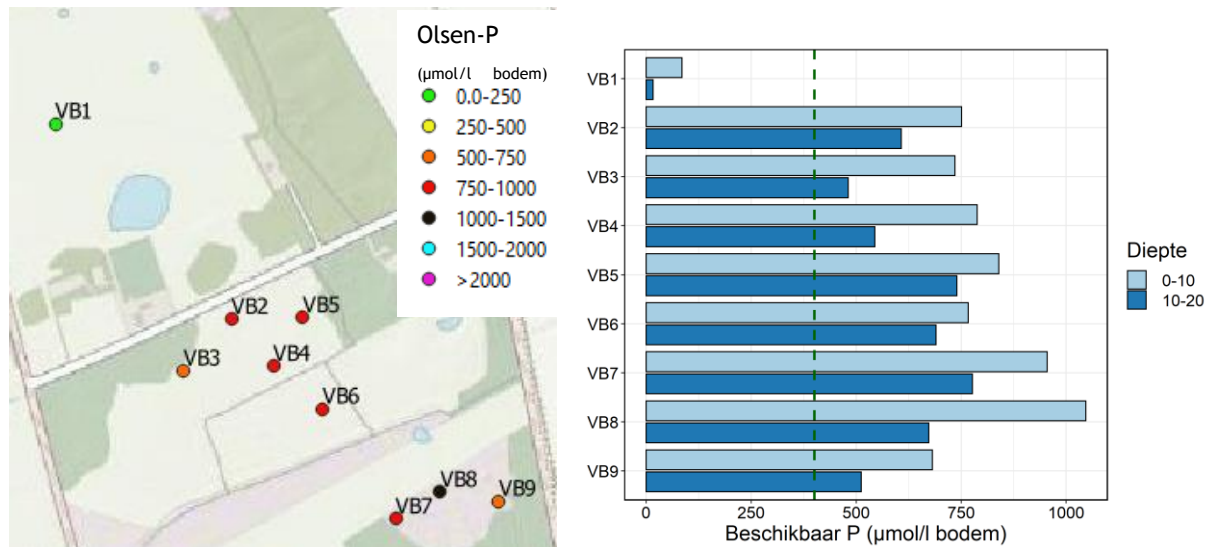 Olsen-P
(µmol/l bodem)
0.0-250
250-500
500-750
750-1000
1000-1500
1500-2000
>2000
VB1
VB2
VB5
VB3
VB4
VB6
VB8
VB9
VB7
VB1
VB2
VB3
VB4
VB5
VB6
VB7
VB8
VB9
0
250
500
750
1000
Beschikbaar P (µmol/l bodem)
Diepte
0-10
10-20